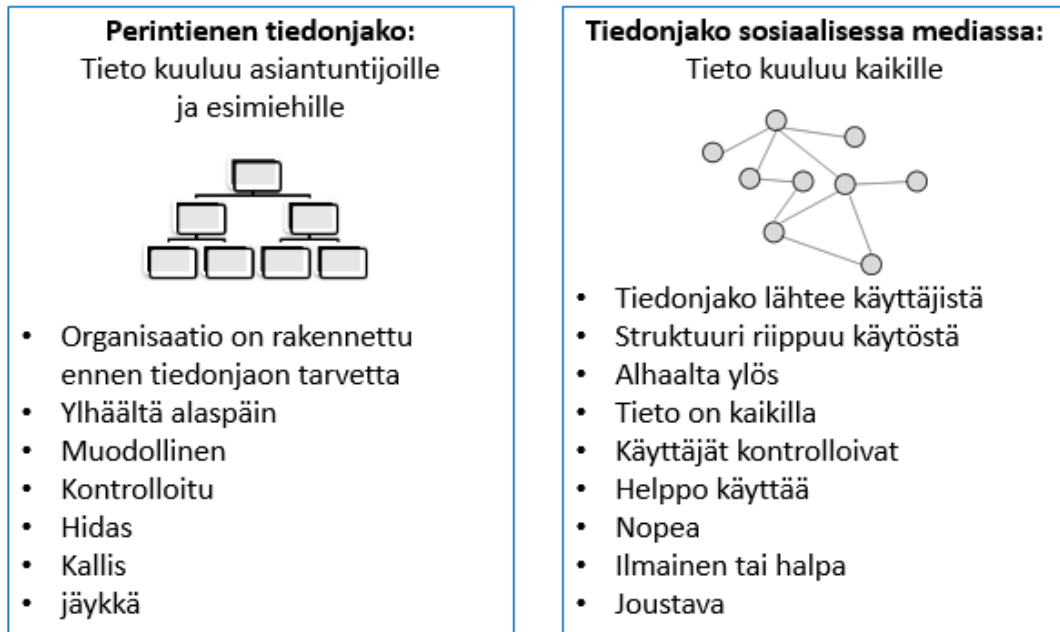 Perintienen tiedonjako:
Tieto kuuluu asiantuntijoille
ja esimiehille
• Organisaatio on rakennettu
ennen tiedonjaon tarvetta
• Ylhäältä alaspäin
• Muodollinen
• Kontrolloitu
• Hidas
• Kallis
• jäykkä
Tiedonjako sosiaalisessa mediassa:
Tieto kuuluu kaikille
• Tiedonjako lähtee käyttäjistä
• Struktuuri riippuu käytöstä
• Alhaalta ylös
• Tieto on kaikilla
• Käyttäjät kontrolloivat
• Helppo käyttää
• Nopea
• Ilmainen tai halpa
• Joustava